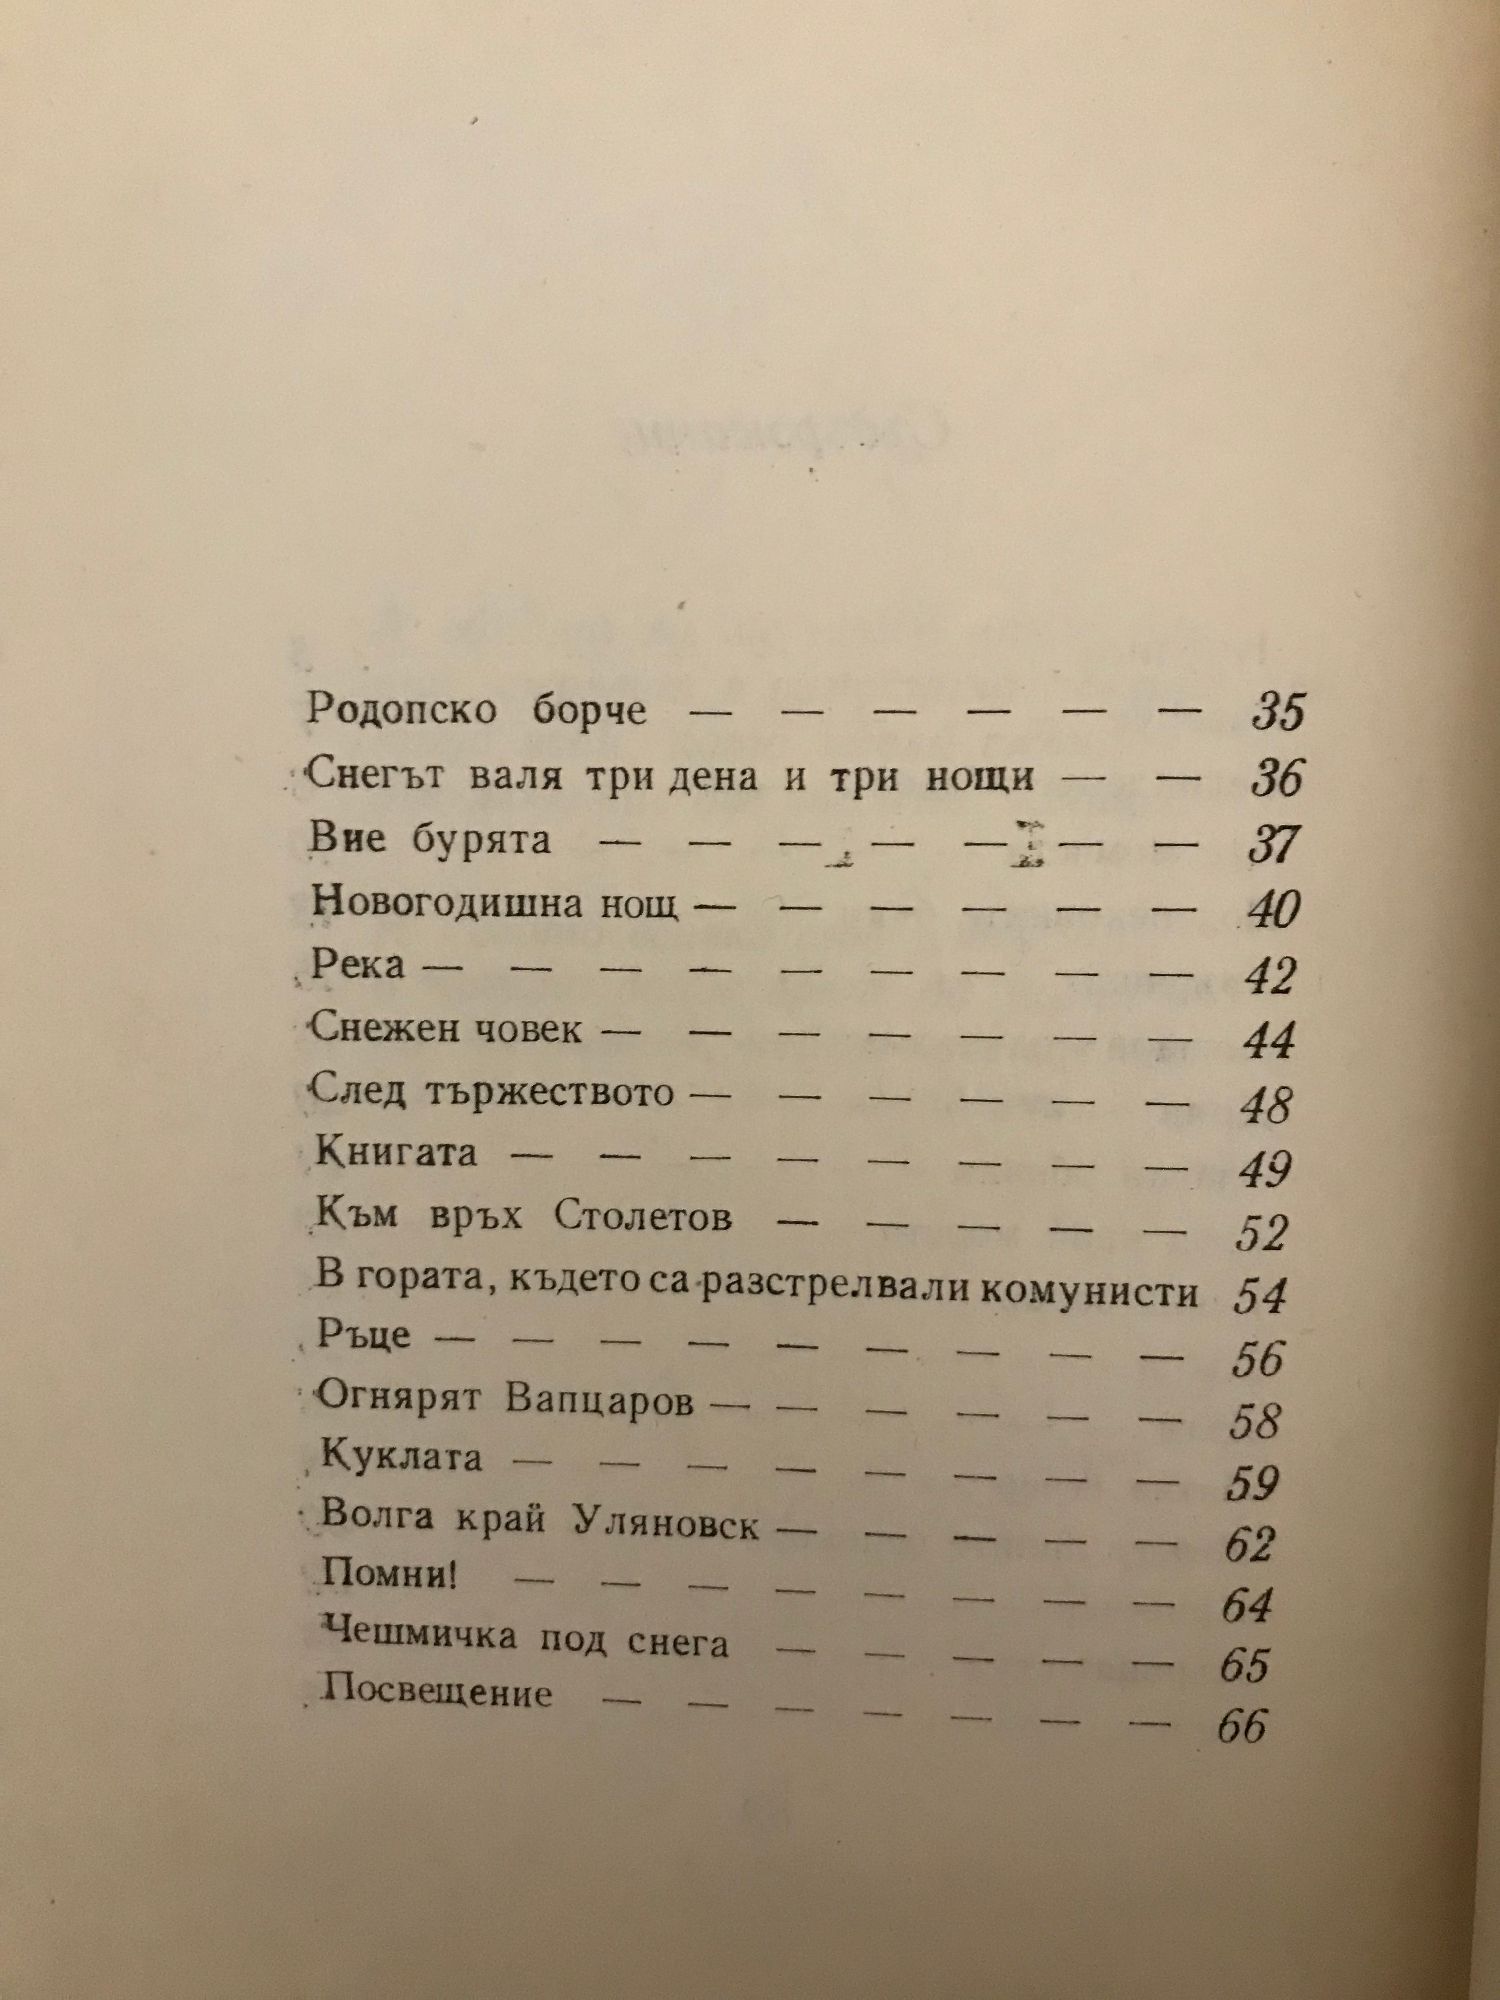 Родопско борче — — — — — — 35
Снегът валя три дена и три нощи — — 36
Вие бурята — — — — — — — 37
Новогодишна нощ — — — — — — 40
Река — — — — — — — — — 42
Снежен човек — — — — — — — 44
След тържеството — — — — — — 48
Книгата — — — — — — — — 49
Към връх Столетов — — — — — 52
В гората, където са разстрелвали комунисти 54
Ръце — — — — — — — — — 56
Огнярят Вапцаров — — — — — — 58
Куклата — — — — — — — — 59
Волга край Уляновск — — — — — 62
Помни! — — — — — — — — 64
Чешмичка под снега — — — — — 65
Посвещение — — — — — — — 66